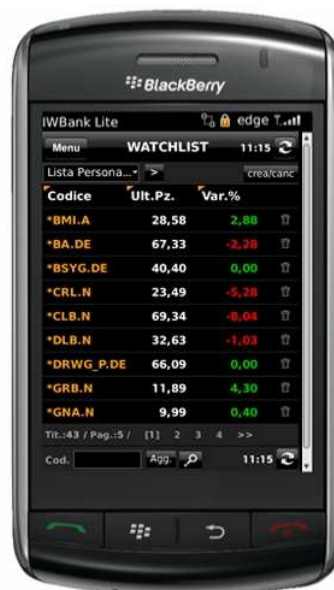 BlackBerry
IWBank Lite edge
Menu WATCHLIST 11:15
Lista Persona... > crea/canc
Codice Ult.Pz. Var.%
*BMI.A 28,58 2,88
*BA.DE 67,33 -2,28
*BSYG.DE 40,40 0,00
*CRL.N 23,49 -5,28
*CLB.N 69,34 -8,04
*DLB.N 32,63 -1,03
*DRWG_P.DE 66,09 0,00
*GRB.N 11,89 4,30
*GNA.N 9,99 0,40
Tit.:43 / Pag.:5 / [1] 2 3 4 >>
Cod. Agg. 11:15